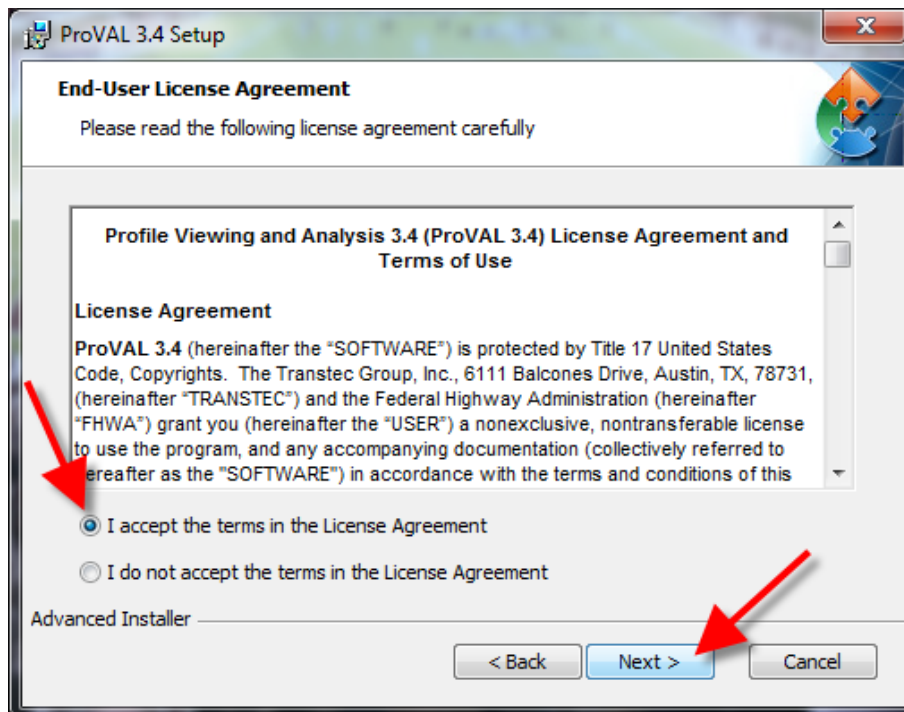 ProVAL 3.4 Setup
End-User License Agreement
Please read the following license agreement carefully
Profile Viewing and Analysis 3.4 (ProVAL 3.4) License Agreement and
Terms of Use
License Agreement
ProVAL 3.4 (hereinafter the “SOFTWARE”) is protected by Title 17 United States
Code, Copyrights.  The Transtec Group, Inc., 6111 Balcones Drive, Austin, TX, 78731,
(hereinafter “TRANSTEC”) and the Federal Highway Administration (hereinafter
“FHWA”) grant you (hereinafter the “USER”) a nonexclusive, nontransferable license
to use the program, and any accompanying documentation (collectively referred to
hereafter as the "SOFTWARE") in accordance with the terms and conditions of this
I accept the terms in the License Agreement
I do not accept the terms in the License Agreement
Advanced Installer
< Back Next > Cancel